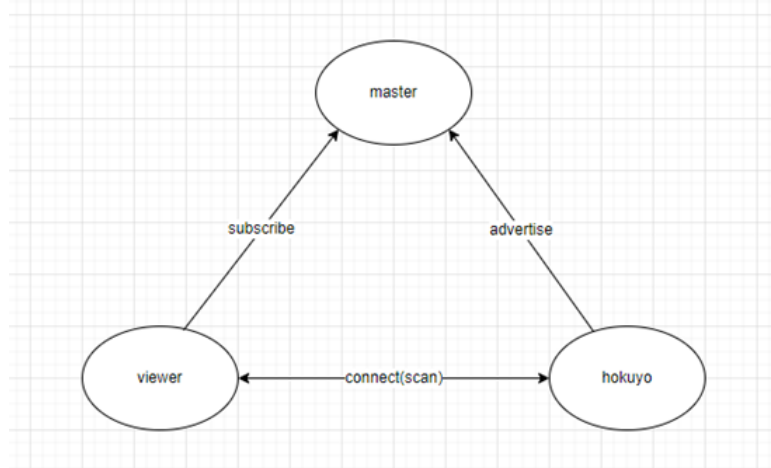 master
subscribe
advertise
viewer
connect(scan)
hokuyo